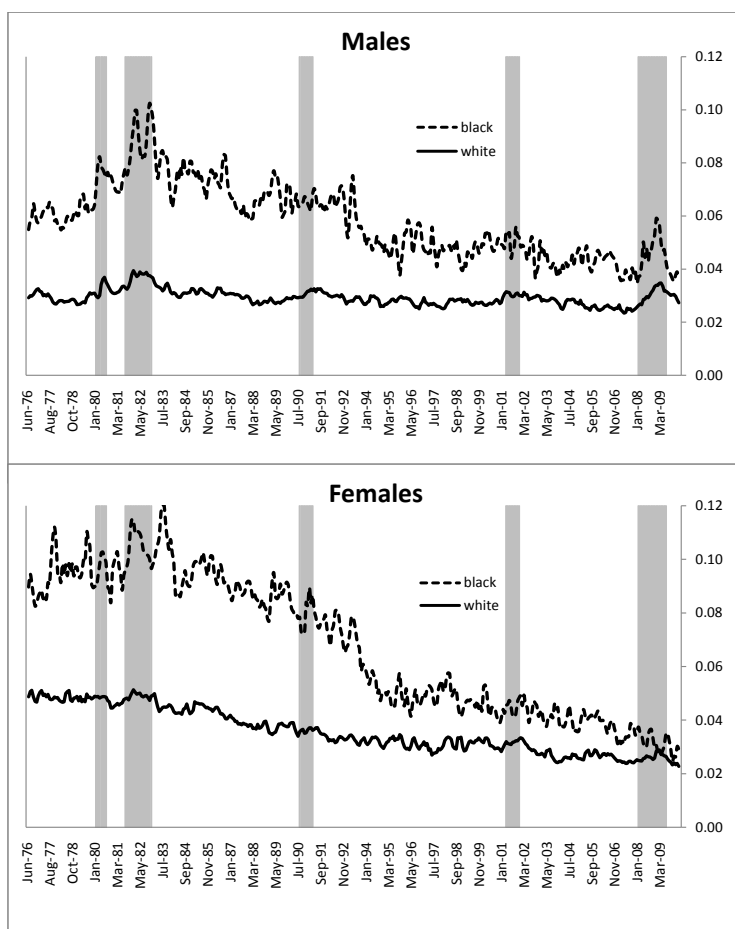 Males
0.12
0.10
black
white
0.08
0.06
0.04
0.02
0.00
Jun-76
Aug-77
Oct-78
Jan-80
Mar-81
May-82
Jul-83
Sep-84
Nov-85
Jan-87
Mar-88
May-89
Jul-90
Sep-91
Nov-92
Jan-94
Mar-95
May-96
Jul-97
Sep-98
Nov-99
Jan-01
Mar-02
May-03
Jul-04
Sep-05
Nov-06
Jan-08
Mar-09
Females
0.12
0.10
black
white
0.08
0.06
0.04
0.02
0.00
Jun-76
Aug-77
Oct-78
Jan-80
Mar-81
May-82
Jul-83
Sep-84
Nov-85
Jan-87
Mar-88
May-89
Jul-90
Sep-91
Nov-92
Jan-94
Mar-95
May-96
Jul-97
Sep-98
Nov-99
Jan-01
Mar-02
May-03
Jul-04
Sep-05
Nov-06
Jan-08
Mar-09